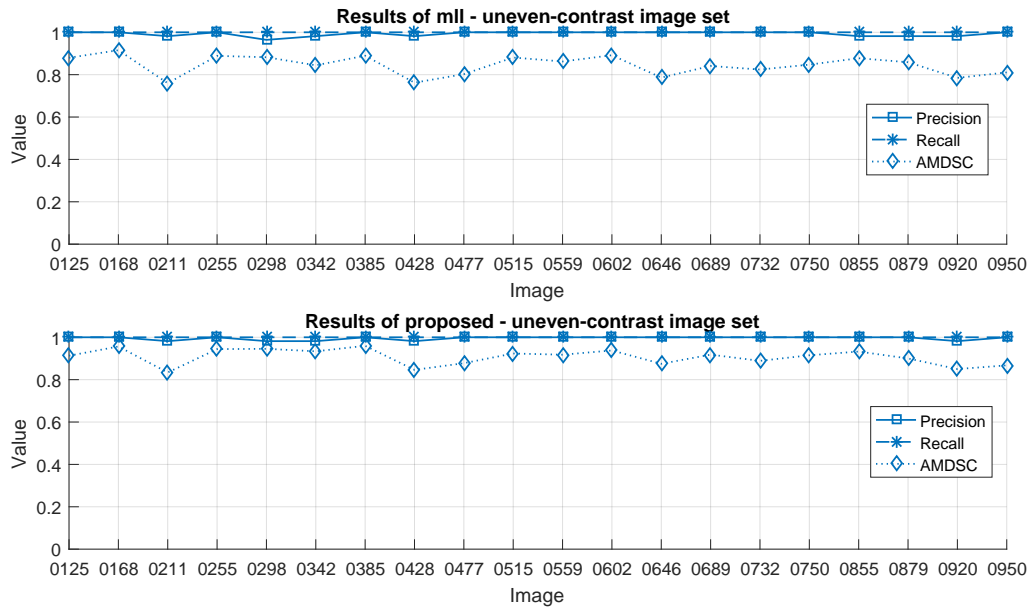 Results of mll - uneven-contrast image set
1
0.8
0.6
0.4
0.2
0
Value
Precision
Recall
AMDSC
0125 0168 0211 0255 0298 0342 0385 0428 0477 0515 0559 0602 0646 0689 0732 0750 0855 0879 0920 0950
Image
Results of proposed - uneven-contrast image set
1
0.8
0.6
0.4
0.2
0
Value
Precision
Recall
AMDSC
0125 0168 0211 0255 0298 0342 0385 0428 0477 0515 0559 0602 0646 0689 0732 0750 0855 0879 0920 0950
Image